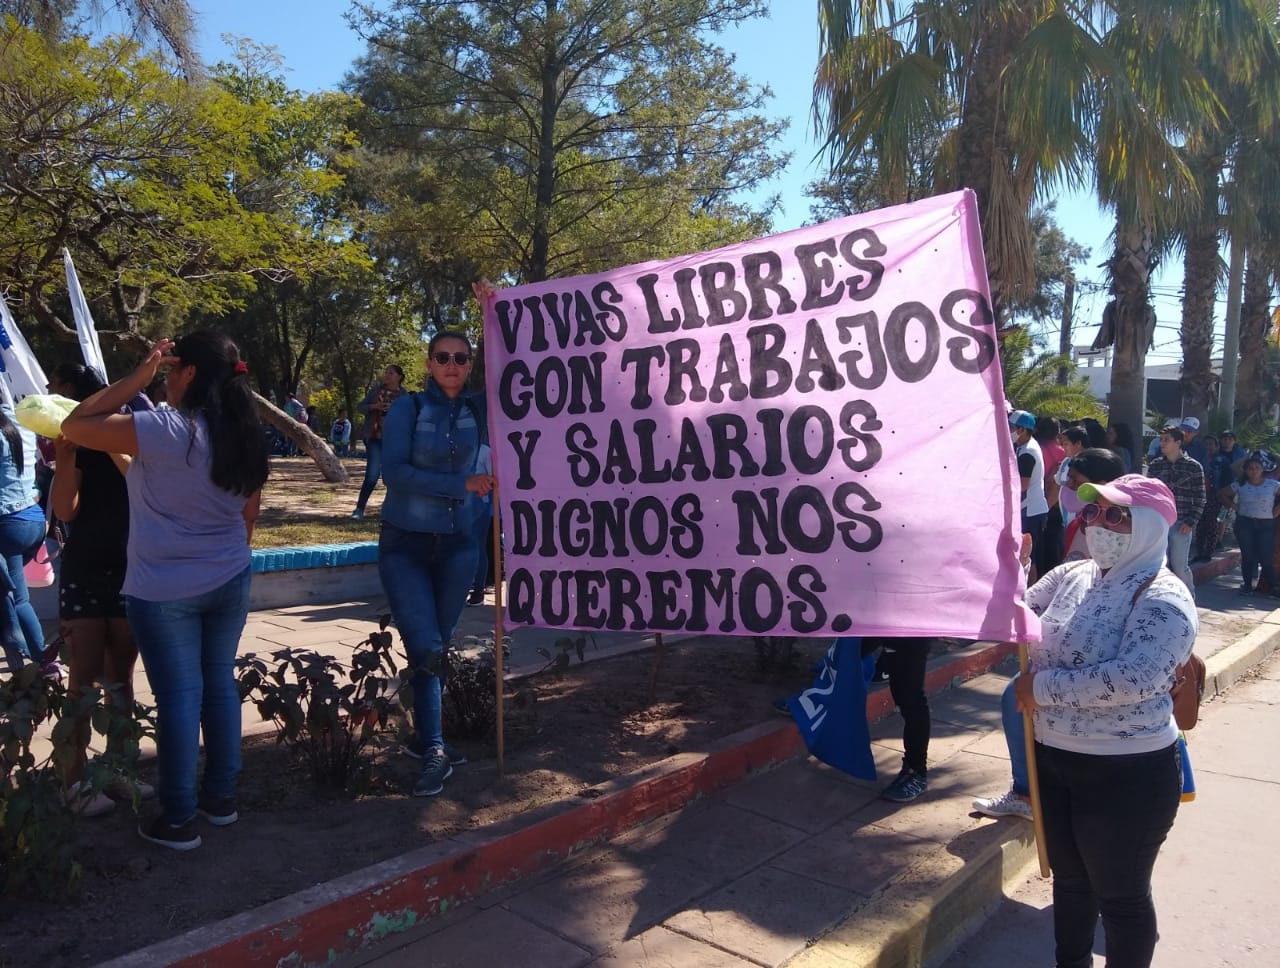 VIVAS LIBRES
CON TRABAJOS
Y SALARIOS
DIGNOS NOS
QUEREMOS.